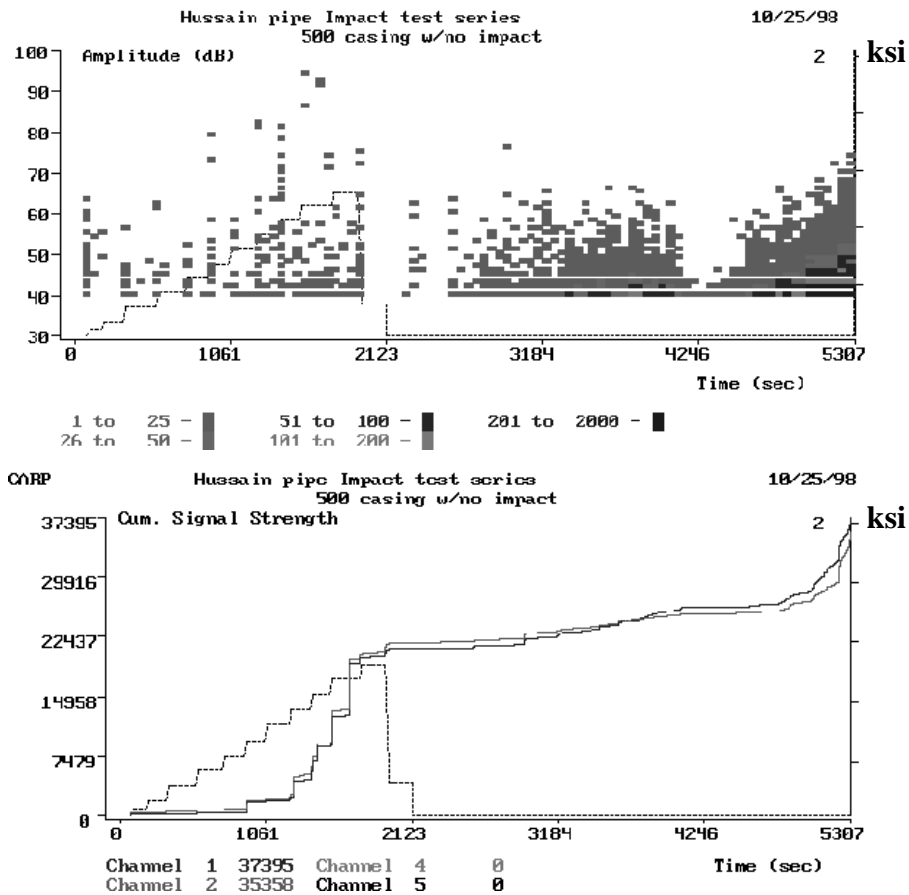 Hussain pipe Impact test series 10/25/98
500 casing w/no impact
Amplitude (dB) 2 ksi
100
90
80
70
60
50
40
30
0 1061 2123 3184 4246 5307
Time (sec)
1 to 25 - 51 to 100 - 201 to 2000 -
26 to 50 - 101 to 200 -
CARP Hussain pipe Impact test series 10/25/98
500 casing w/no impact
Cum. Signal Strength 2 ksi
37395
29916
22437
14958
7479
0
0 1061 2123 3184 4246 5307
Channel 1 37395 Channel 4 0 Time (sec)
Channel 2 35358 Channel 5 0